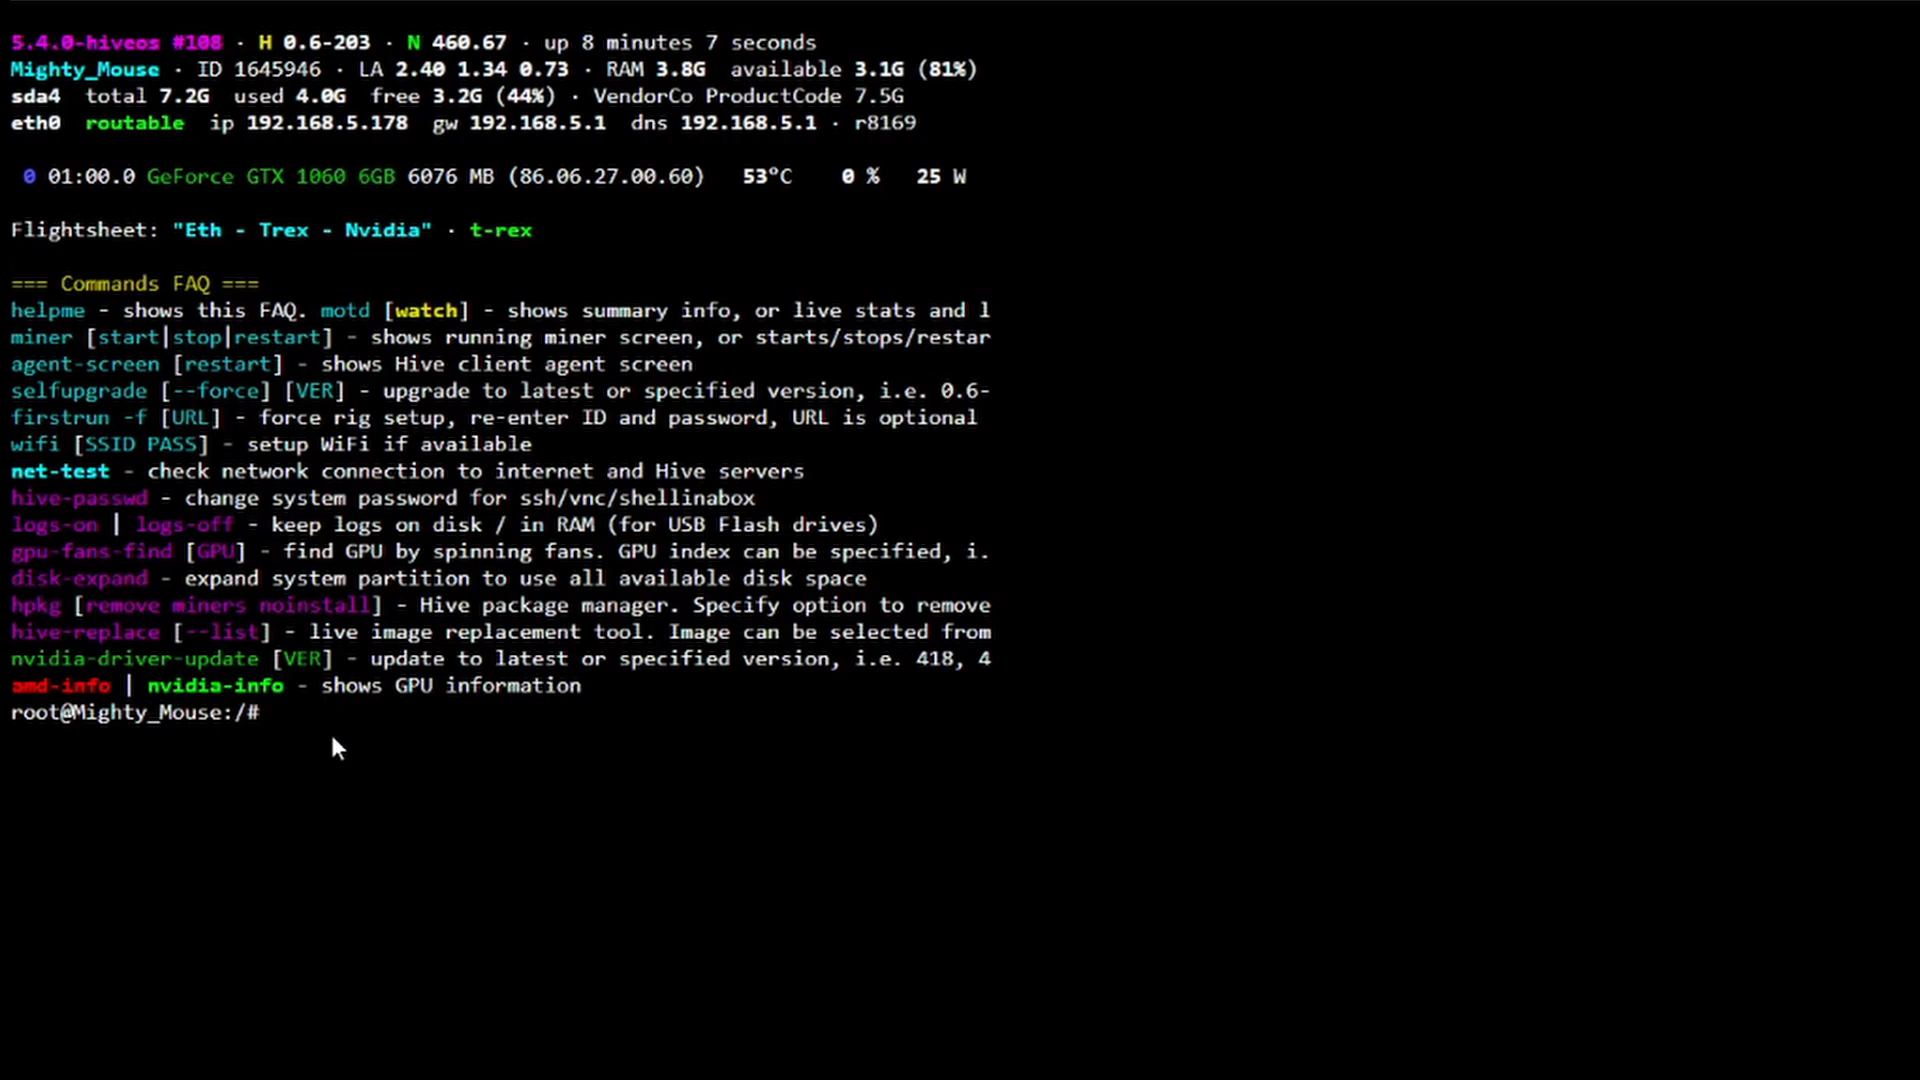 5.4.0-hiveos #108 · H 0.6-203 · N 460.67 · up 8 minutes 7 seconds
Mighty_Mouse · ID 1645946 · LA 2.40 1.34 0.73 · RAM 3.8G available 3.1G (81%)
sda4 total 7.2G used 4.0G free 3.2G (44%) · VendorCo ProductCode 7.5G
eth0 routable ip 192.168.5.178 gw 192.168.5.1 dns 192.168.5.1 · r8169
0 01:00.0 GeForce GTX 1060 6GB 6076 MB (86.06.27.00.60) 53°C 0 % 25 W
Flightsheet: "Eth - Trex - Nvidia" · t-rex
=== Commands FAQ ===
helpme - shows this FAQ. motd [watch] - shows summary info, or live stats and l
miner [start|stop|restart] - shows running miner screen, or starts/stops/restar
agent-screen [restart] - shows Hive client agent screen
selfupgrade [--force] [VER] - upgrade to latest or specified version, i.e. 0.6-
firstrun -f [URL] - force rig setup, re-enter ID and password, URL is optional
wifi [SSID PASS] - setup WiFi if available
net-test - check network connection to internet and Hive servers
hive-passwd - change system password for ssh/vnc/shellinabox
logs-on | logs-off - keep logs on disk / in RAM (for USB Flash drives)
gpu-fans-find [GPU] - find GPU by spinning fans. GPU index can be specified, i.
disk-expand - expand system partition to use all available disk space
hpkg [remove miners noinstall] - Hive package manager. Specify option to remove
hive-replace [--list] - live image replacement tool. Image can be selected from
nvidia-driver-update [VER] - update to latest or specified version, i.e. 418, 4
amd-info | nvidia-info - shows GPU information
root@Mighty_Mouse:/#